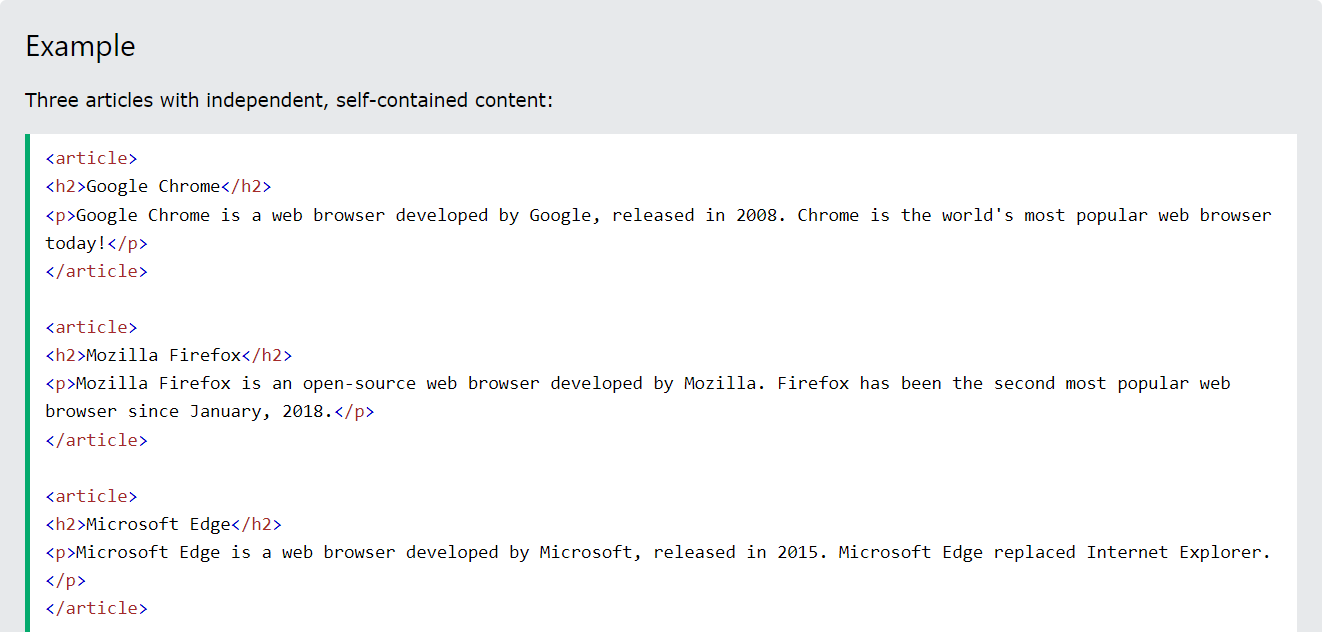 Example
Three articles with independent, self-contained content:
<article>
<h2>Google Chrome</h2>
<p>Google Chrome is a web browser developed by Google, released in 2008. Chrome is the world's most popular web browser
today!</p>
</article>
<article>
<h2>Mozilla Firefox</h2>
<p>Mozilla Firefox is an open-source web browser developed by Mozilla. Firefox has been the second most popular web
browser since January, 2018.</p>
</article>
<article>
<h2>Microsoft Edge</h2>
<p>Microsoft Edge is a web browser developed by Microsoft, released in 2015. Microsoft Edge replaced Internet Explorer.
</p>
</article>